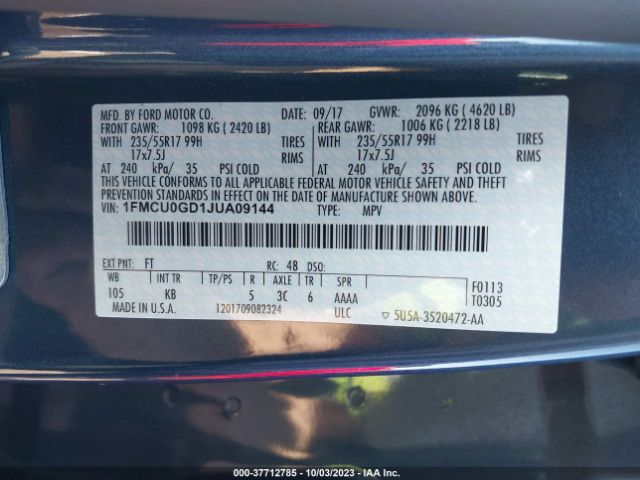 MFD. BY FORD MOTOR CO. DATE: 09/17 GVWR: 2096 KG ( 4620 LB)
FRONT GAWR: 1098 KG ( 2420 LB) REAR GAWR: 1006 KG ( 2218 LB)
WITH 235/55R17 99H TIRES WITH 235/55R17 99H TIRES
17x7.5J RIMS 17x7.5J RIMS
AT 240 kPa/ 35 PSI COLD AT 240 kPa/ 35 PSI COLD
THIS VEHICLE CONFORMS TO ALL APPLICABLE FEDERAL MOTOR VEHICLE SAFETY AND THEFT
PREVENTION STANDARDS IN EFFECT ON THE DATE OF MANUFACTURE SHOWN ABOVE.
VIN: 1FMCU0GD1JUA09144 TYPE: MPV
EXT PNT: FT RC: 48 DSO:
WB INT TR TP/PS R AXLE TR SPR F0113
105 KB 5 3C 6 AAAA T0305
MADE IN U.S.A. 1201709082324 ULC 5U5A-3520472-AA
000-37712785 - 10/03/2023 - IAAI.COM